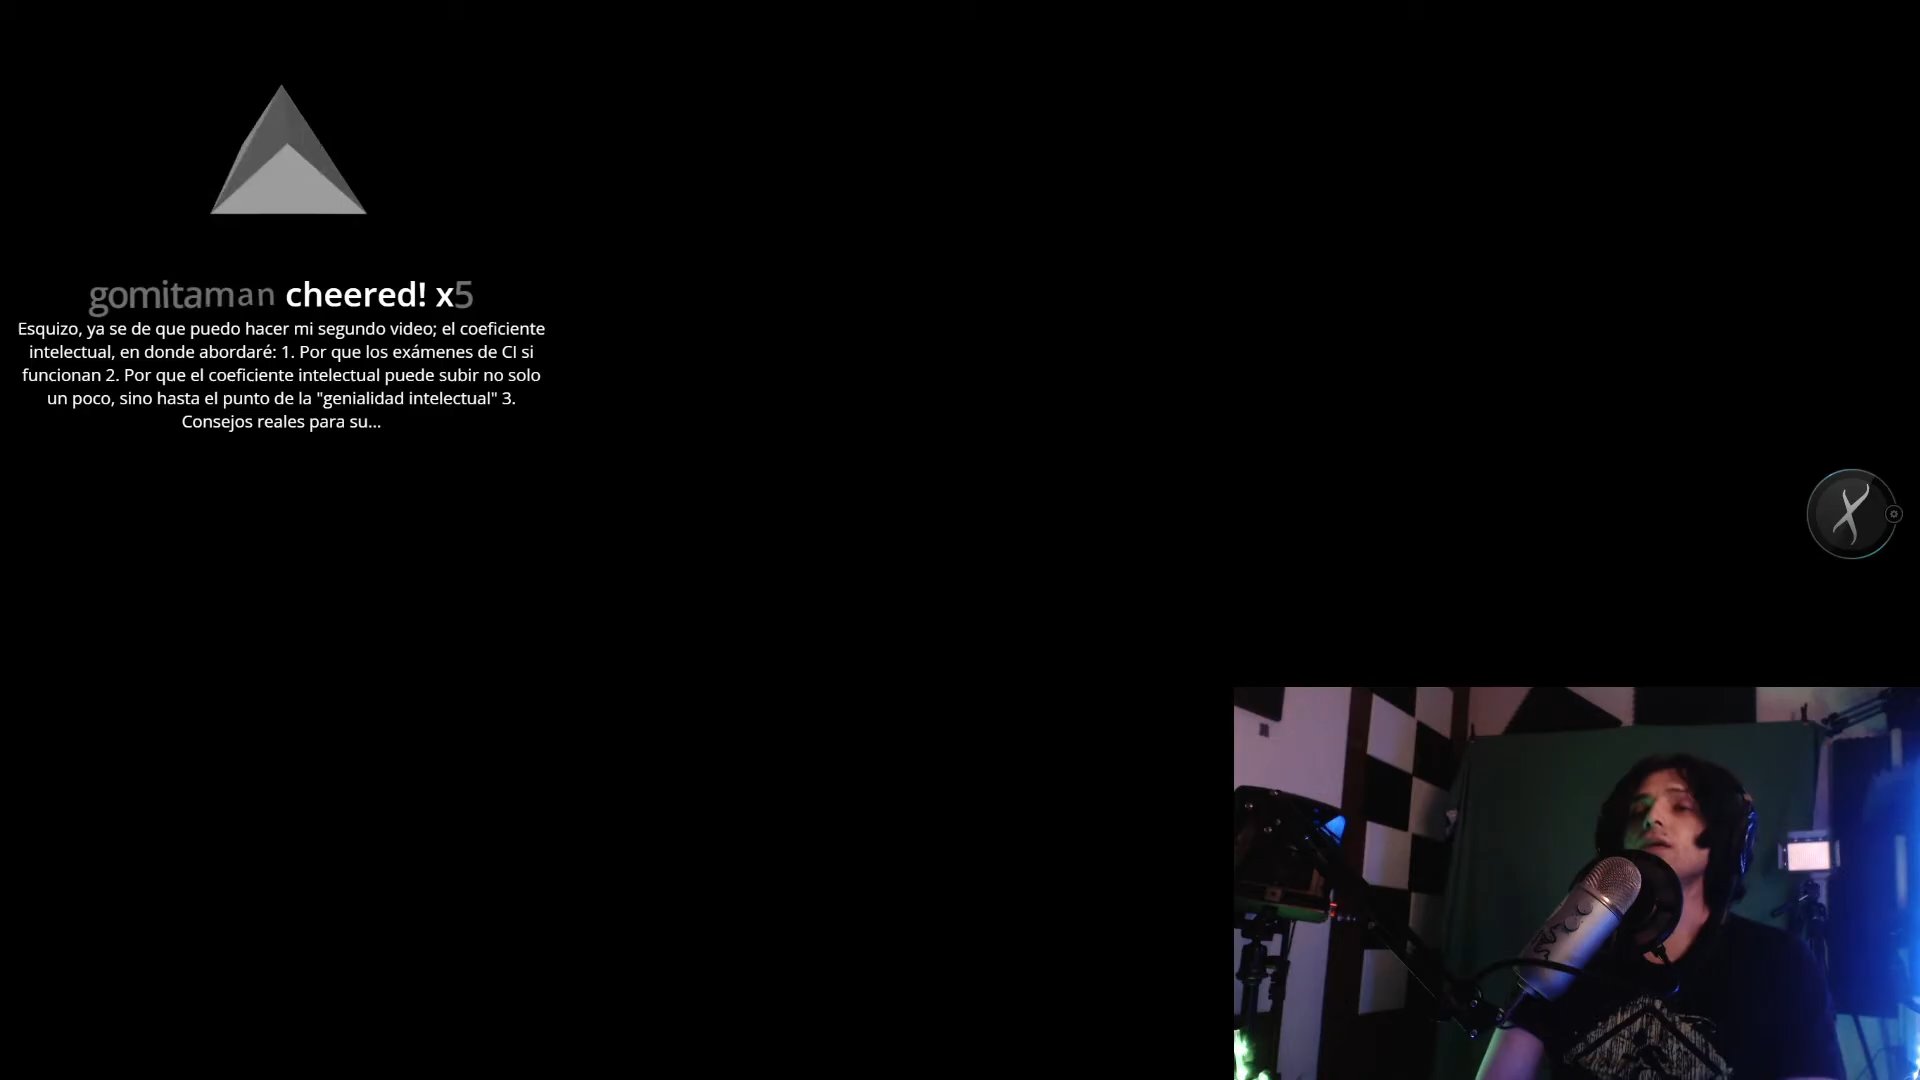 gomitaman cheered! x5
Esquizo, ya se de que puedo hacer mi segundo video; el coeficiente
intelectual, en donde abordaré: 1. Por que los exámenes de CI si
funcionan 2. Por que el coeficiente intelectual puede subir no solo
un poco, sino hasta el punto de la "genialidad intelectual" 3.
Consejos reales para su...